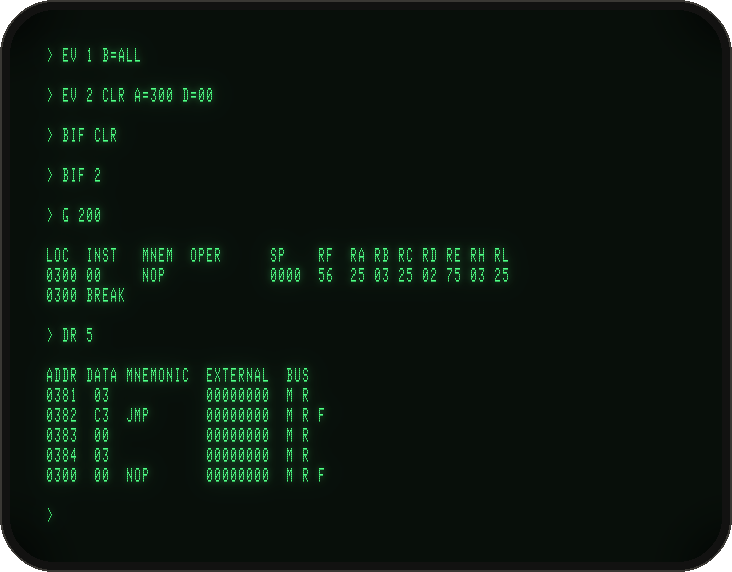 > EV 1 B=ALL
> EV 2 CLR A=300 D=00
> BIF CLR
> BIF 2
> G 200
LOC  INST   MNEM  OPER      SP    RF  RA RB RC RD RE RH RL
0300 00     NOP             0000  56  25 03 25 02 75 03 25
0300 BREAK
> DR 5
ADDR DATA MNEMONIC  EXTERNAL  BUS
0381  03            00000000  M R
0382  C3  JMP       00000000  M R F
0383  00            00000000  M R
0384  03            00000000  M R
0300  00  NOP       00000000  M R F
>